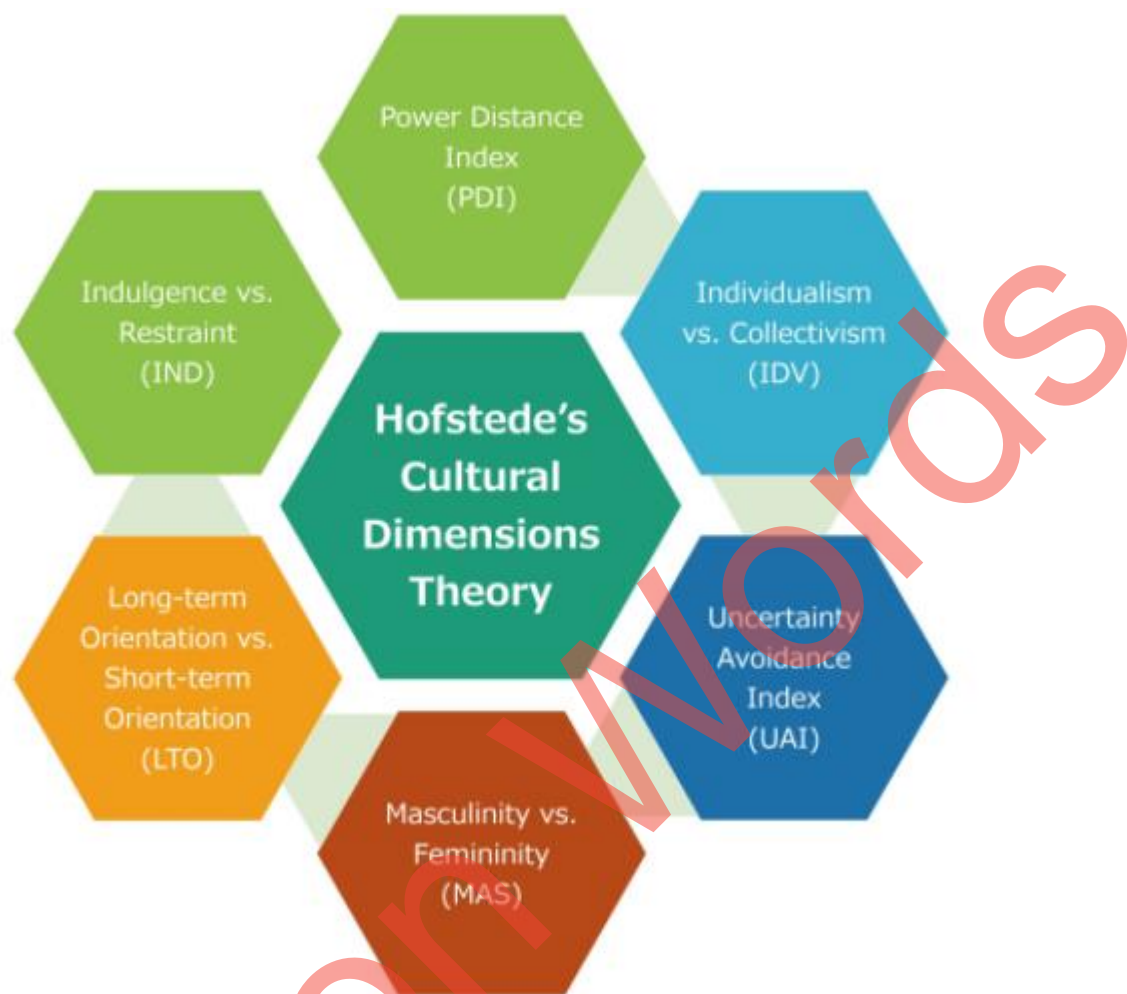 Power Distance
Index
(PDI)
Indulgence vs.
Restraint
(IND)
Individualism
vs. Collectivism
(IDV)
Hofstede’s
Cultural
Dimensions
Theory
Long-term
Orientation vs.
Short-term
Orientation
(LTO)
Uncertainty
Avoidance
Index
(UAI)
Masculinity vs.
Femininity
(MAS)
on Words